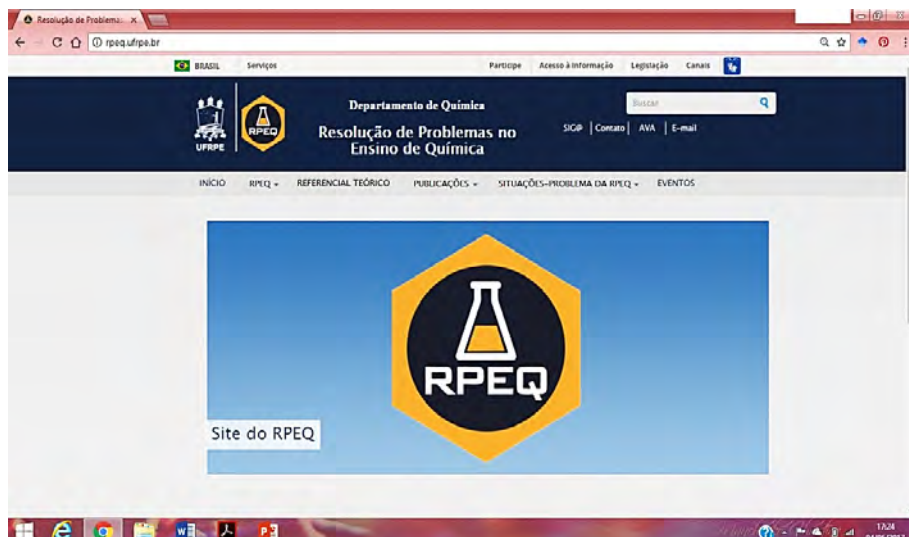 Resolução de Problema: x
rpeq.ufrpe.br
BRASIL Serviços Participe Acesso à Informação Legislação Canais
Departamento de Química
Resolução de Problemas no
Ensino de Química
UFRPE
RPEQ
Buscar
SIG@ | Contato | AVA | E-mail
INÍCIO RPEQ REFERENCIAL TEÓRICO PUBLICAÇÕES SITUAÇÕES-PROBLEMA DA RPEQ EVENTOS
RPEQ
Site do RPEQ
17:24